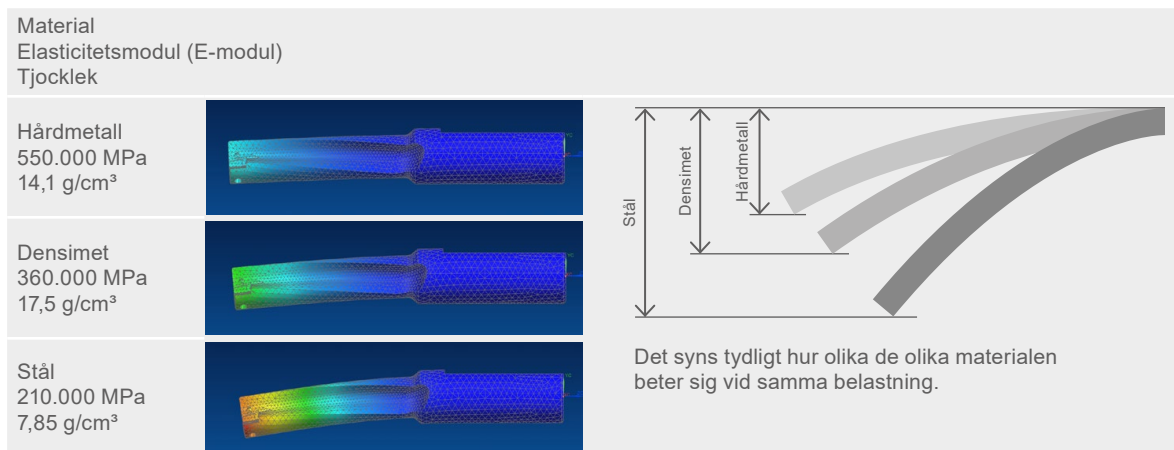 Material
Elasticitetsmodul (E-modul)
Tjocklek
Hårdmetall
550.000 MPa
14,1 g/cm³
Densimet
360.000 MPa
17,5 g/cm³
Stål
210.000 MPa
7,85 g/cm³
Stål
Densimet
Hårdmetall
Det syns tydligt hur olika de olika materialen
beter sig vid samma belastning.